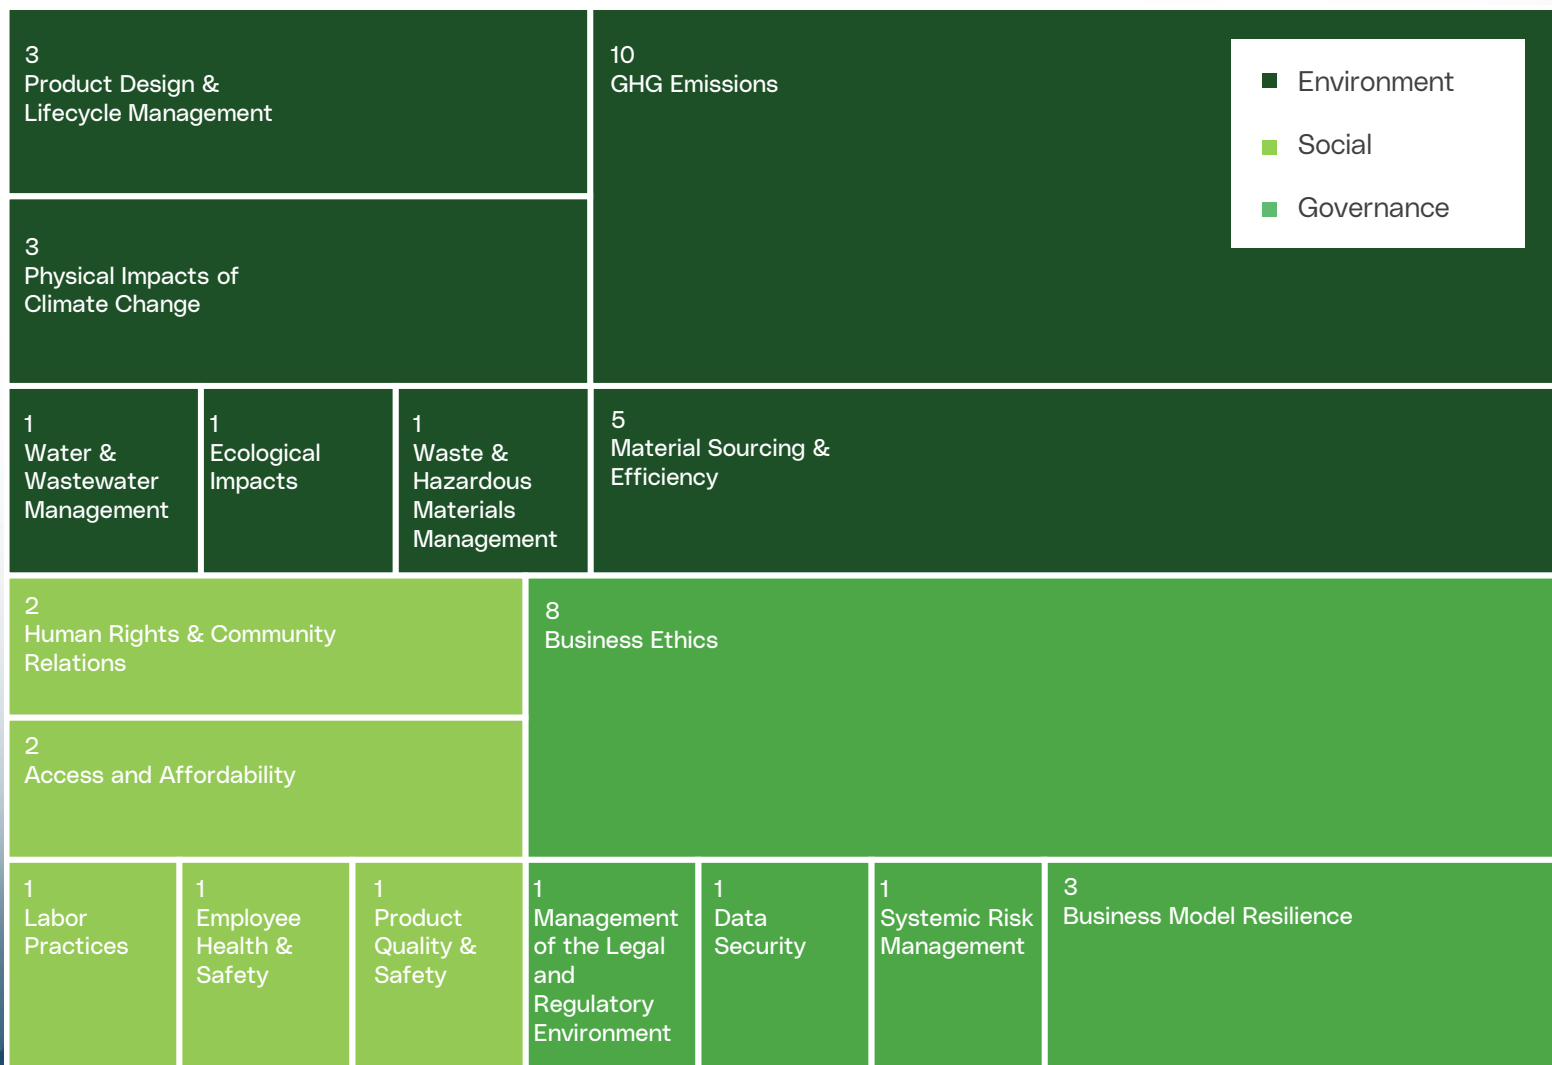 3
Product Design &
Lifecycle Management
10
GHG Emissions
Environment
Social
Governance
3
Physical Impacts of
Climate Change
1
Water &
Wastewater
Management
1
Ecological
Impacts
1
Waste &
Hazardous
Materials
Management
5
Material Sourcing &
Efficiency
2
Human Rights & Community
Relations
8
Business Ethics
2
Access and Affordability
1
Labor
Practices
1
Employee
Health &
Safety
1
Product
Quality &
Safety
1
Management
of the Legal
and
Regulatory
Environment
1
Data
Security
1
Systemic Risk
Management
3
Business Model Resilience